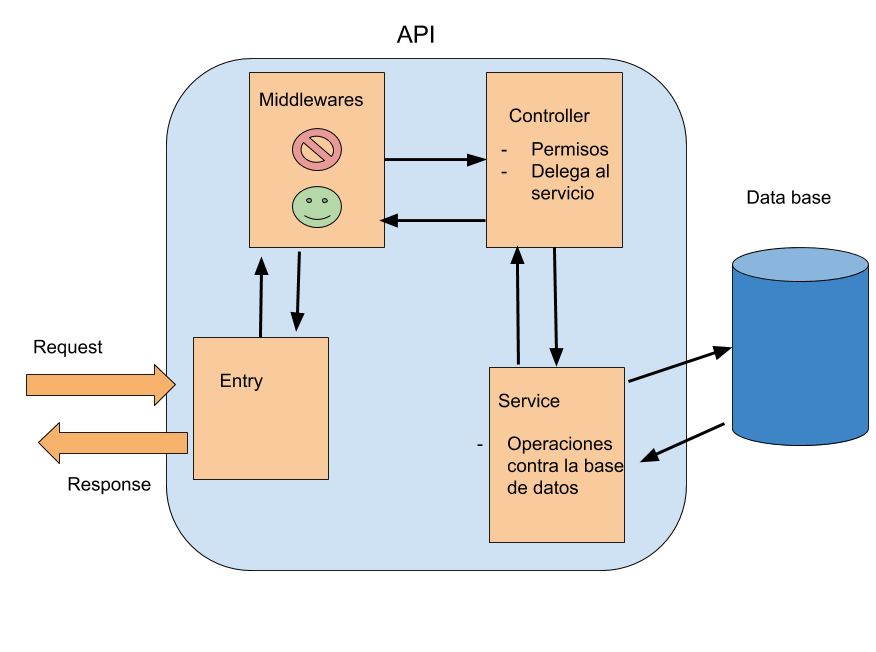 API
Middlewares
Controller
- Permisos
- Delega al
servicio
Data base
Request
Entry
Response
Service
- Operaciones
contra la base
de datos